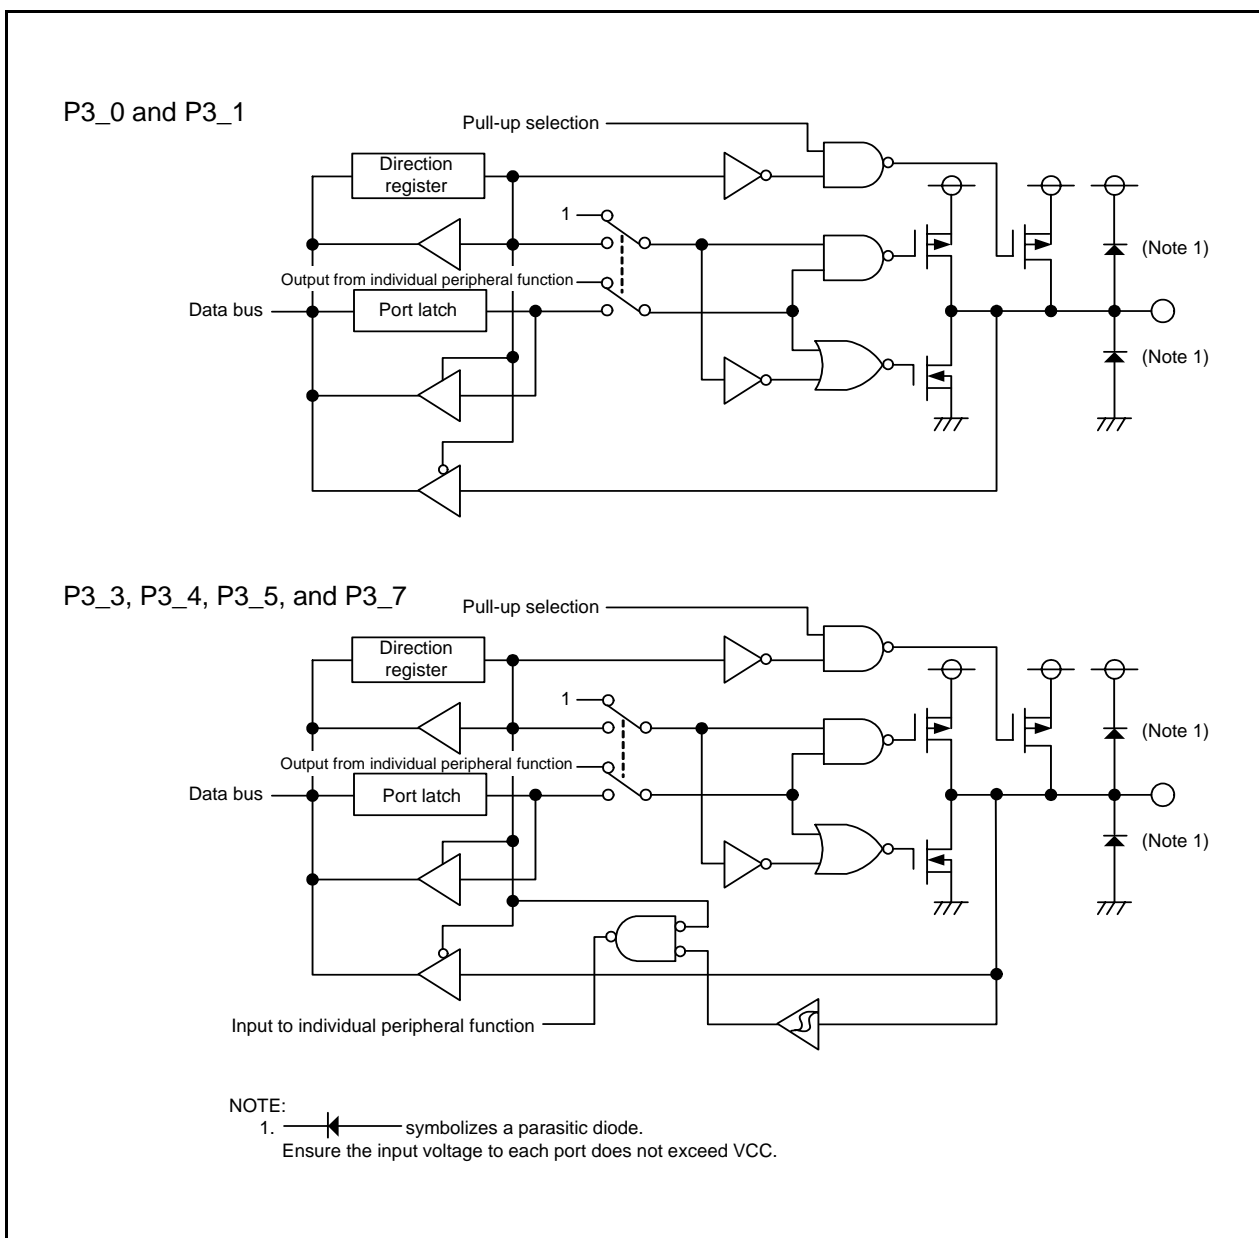 P3_0 and P3_1
Pull-up selection
Direction
register
1
(Note 1)
Output from individual peripheral function
Data bus
Port latch
(Note 1)
P3_3, P3_4, P3_5, and P3_7
Pull-up selection
Direction
register
1
(Note 1)
Output from individual peripheral function
Data bus
Port latch
(Note 1)
Input to individual peripheral function
NOTE:
1. symbolizes a parasitic diode.
Ensure the input voltage to each port does not exceed VCC.